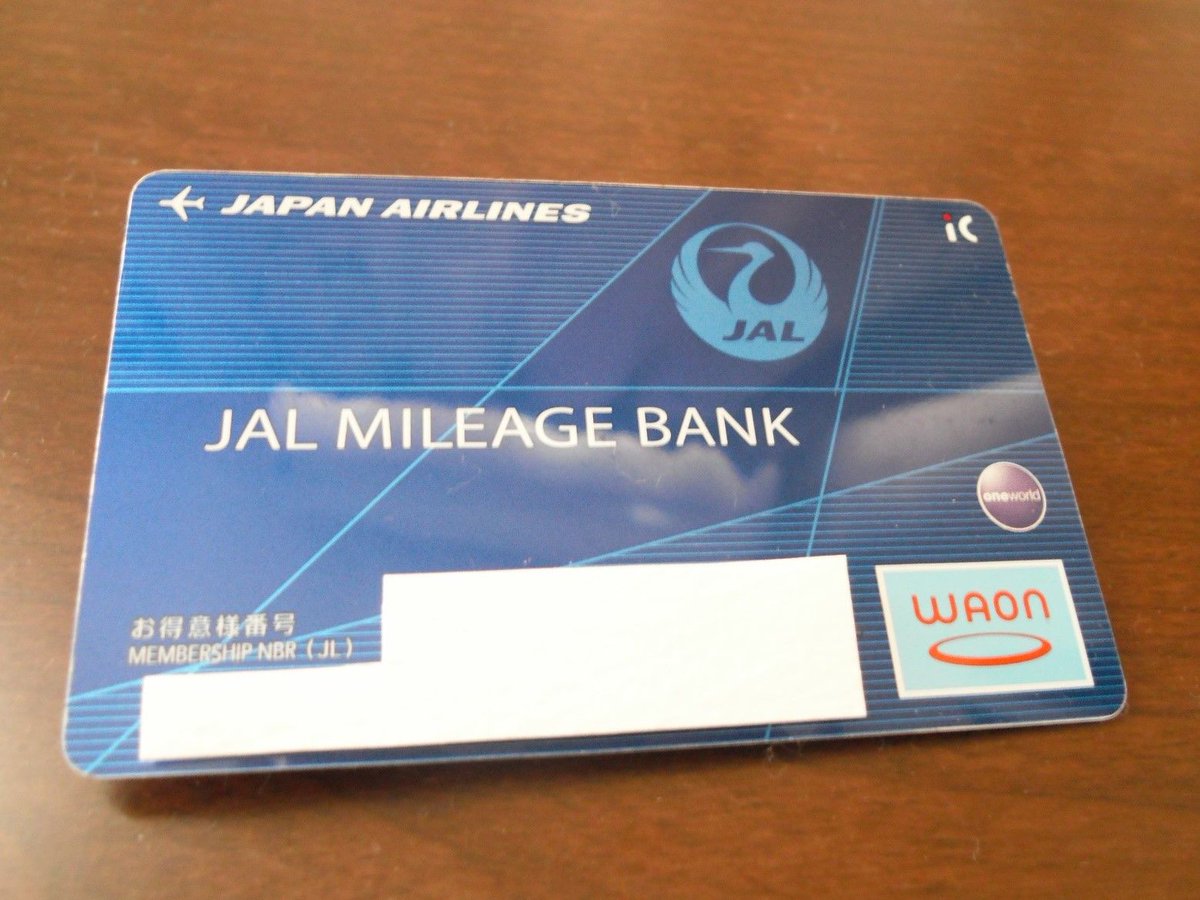 JAPAN AIRLINES
iC
JAL
JAL MILEAGE BANK
oneworld
WAON
お得意様番号
MEMBERSHIP NBR (JL)